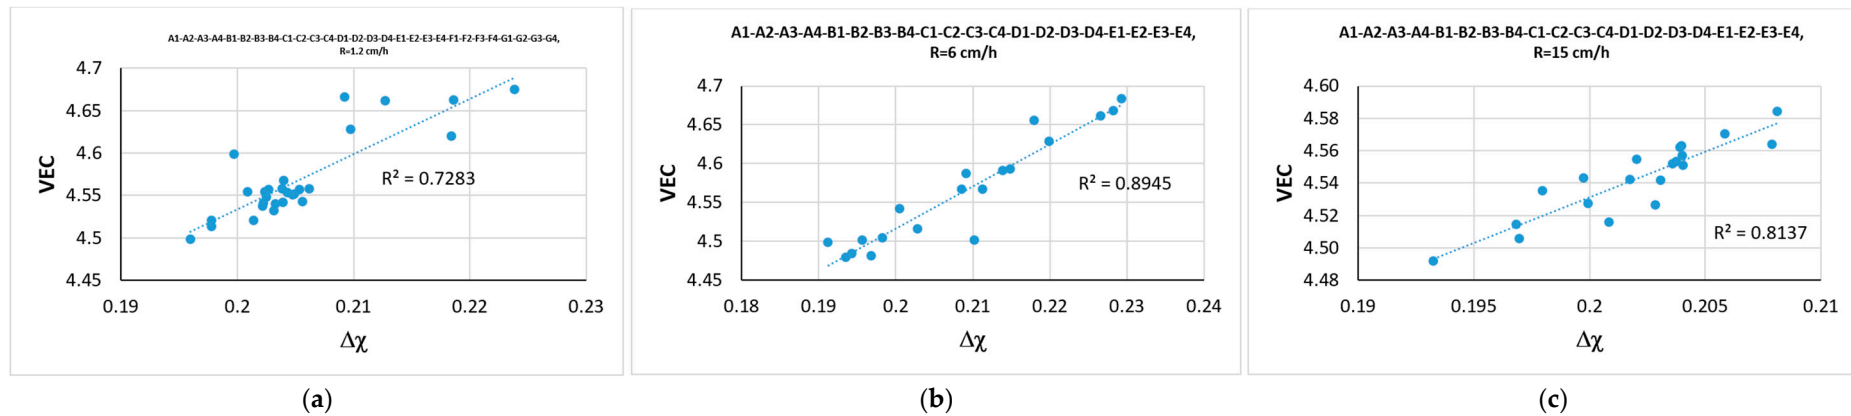 A1-A2-A3-A4-B1-B2-B3-B4-C1-C2-C3-C4-D1-D2-D3-D4-E1-E2-E3-E4-F1-F2-F3-F4-G1-G2-G3-G4,
R=1.2 cm/h
4.7
4.65
4.6
4.55
4.5
4.45
VEC
R² = 0.7283
0.19
0.2
0.21
0.22
0.23
Δχ
(a)
A1-A2-A3-A4-B1-B2-B3-B4-C1-C2-C3-C4-D1-D2-D3-D4-E1-E2-E3-E4,
R=6 cm/h
4.7
4.65
4.6
4.55
4.5
4.45
VEC
R² = 0.8945
0.18
0.19
0.2
0.21
0.22
0.23
0.24
Δχ
(b)
A1-A2-A3-A4-B1-B2-B3-B4-C1-C2-C3-C4-D1-D2-D3-D4-E1-E2-E3-E4,
R=15 cm/h
4.60
4.58
4.56
4.54
4.52
4.50
4.48
VEC
R² = 0.8137
0.19
0.195
0.2
0.205
0.21
Δχ
(c)